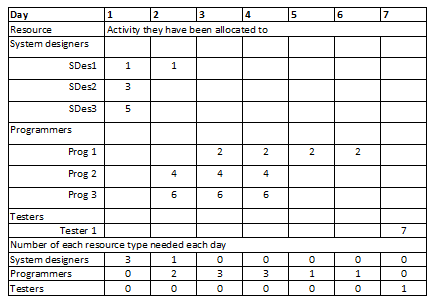 Day 1 2 3 4 5 6 7
Resource Activity they have been allocated to
System designers
SDes1 1 1
SDes2 3
SDes3 5
Programmers
Prog 1 2 2 2 2
Prog 2 4 4 4
Prog 3 6 6 6
Testers
Tester 1 7
Number of each resource type needed each day
System designers 3 1 0 0 0 0 0
Programmers 0 2 3 3 1 1 0
Testers 0 0 0 0 0 0 1